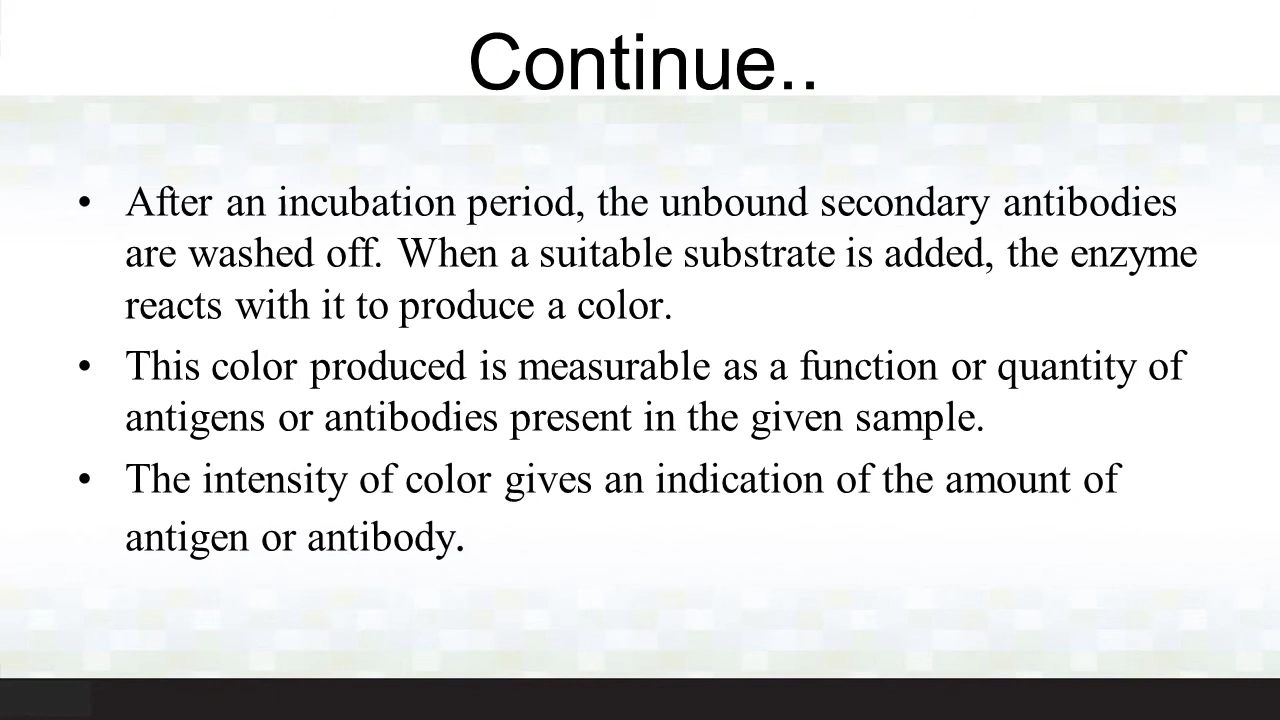 Continue..
• After an incubation period, the unbound secondary antibodies
are washed off. When a suitable substrate is added, the enzyme
reacts with it to produce a color.
• This color produced is measurable as a function or quantity of
antigens or antibodies present in the given sample.
• The intensity of color gives an indication of the amount of
antigen or antibody.